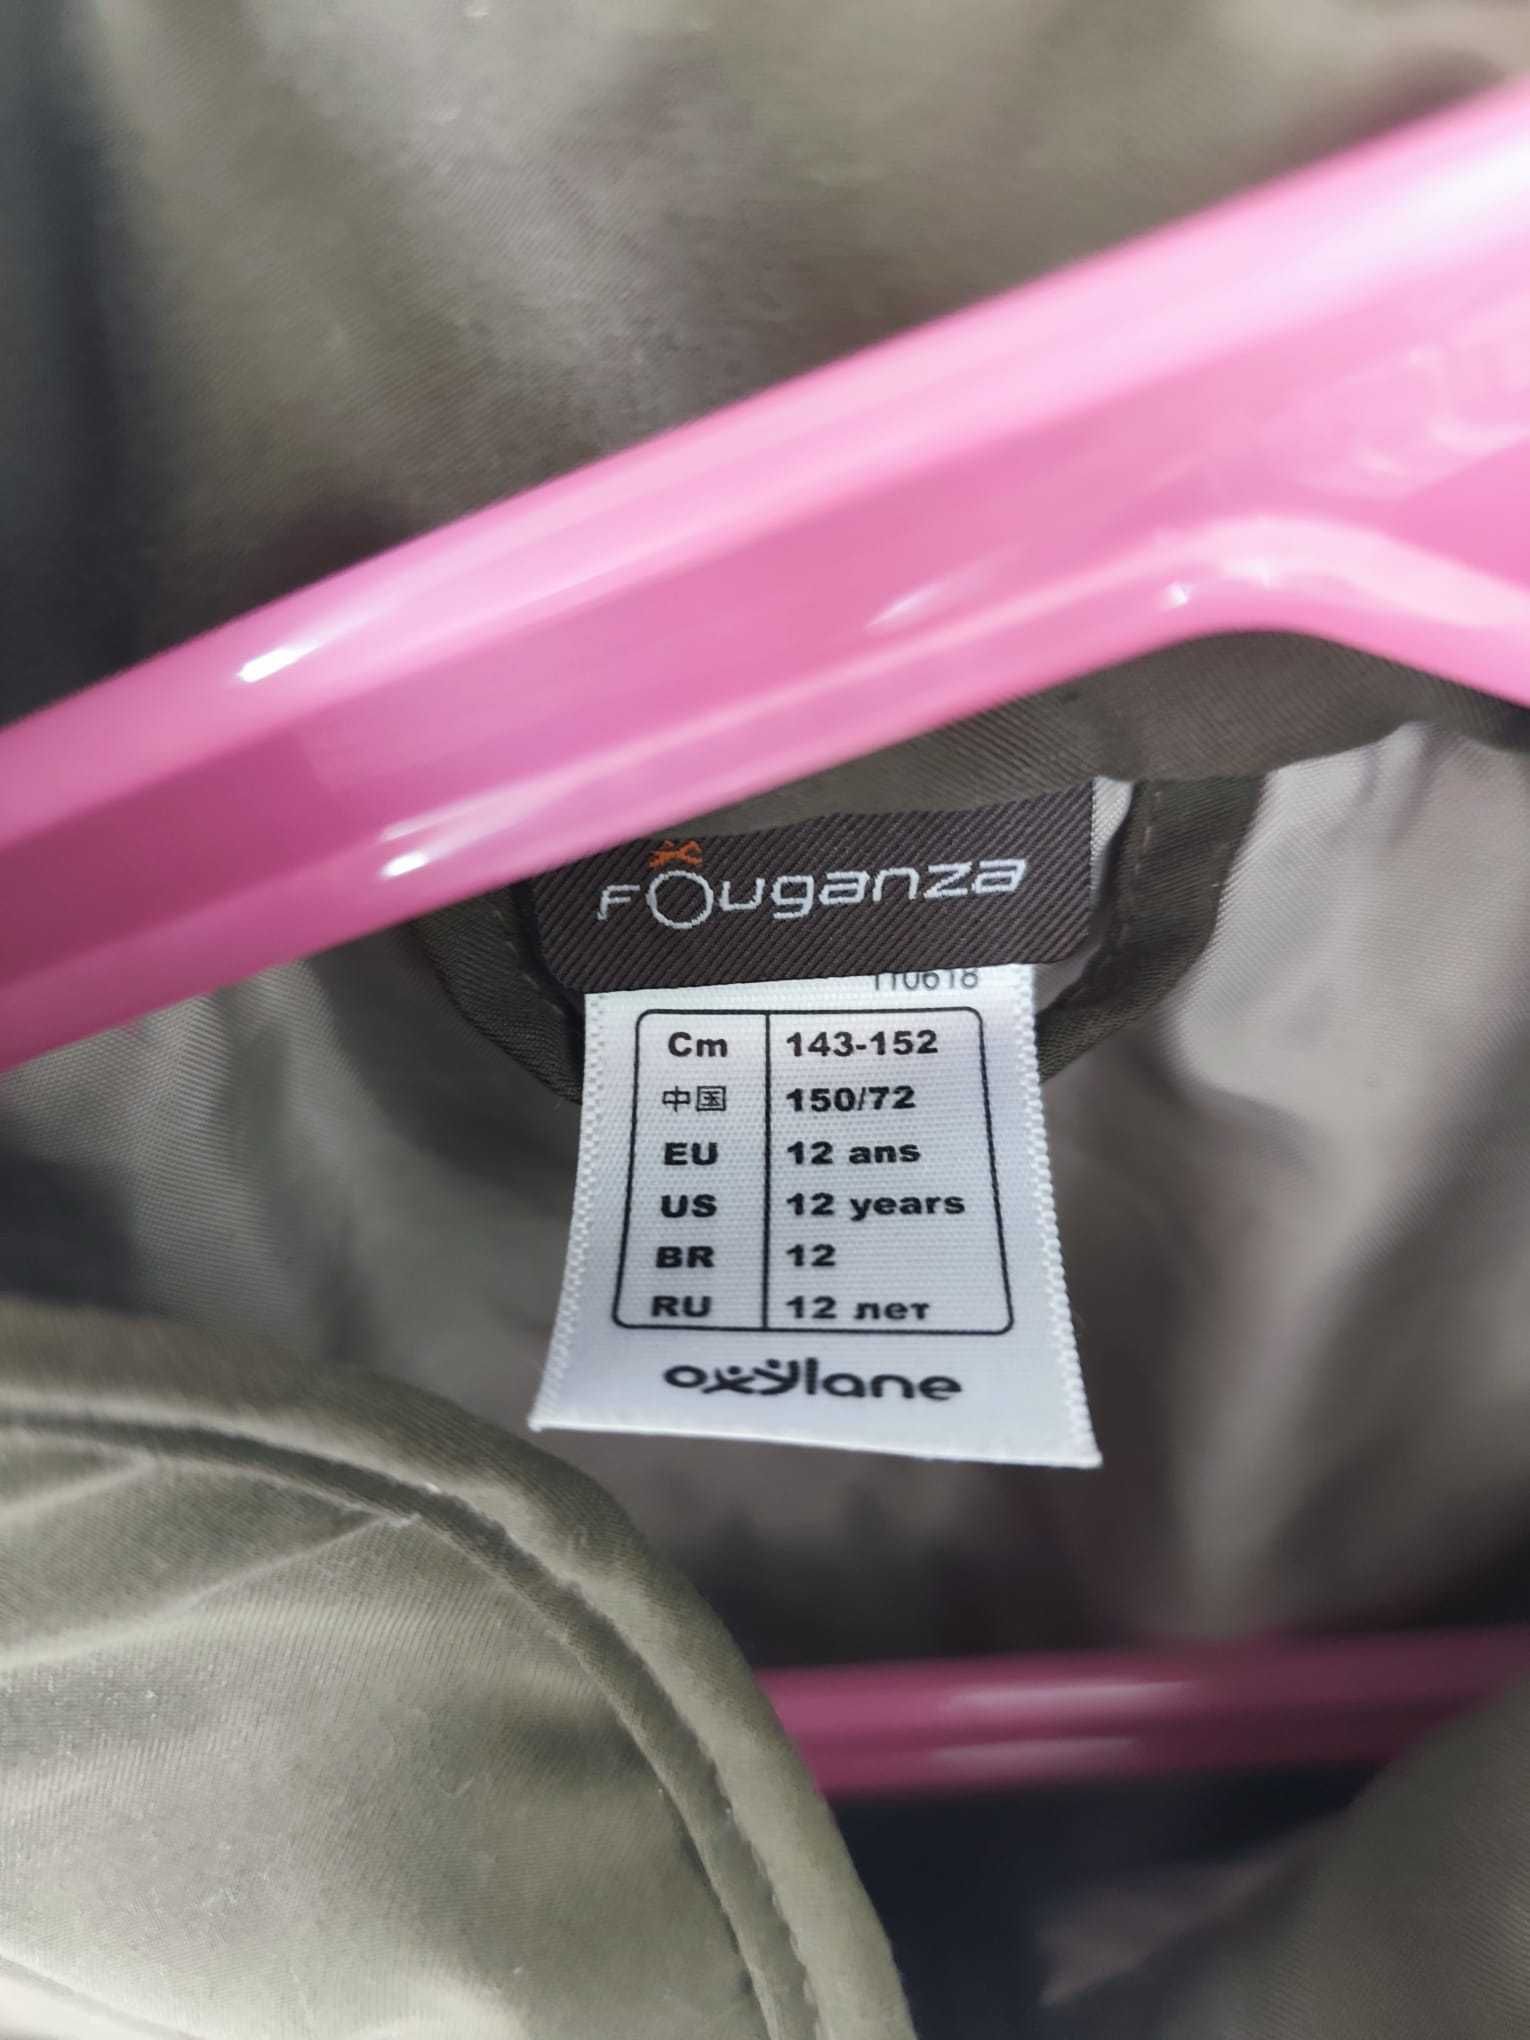 Fouganza
110618
Cm 143-152
中国 150/72
EU 12 ans
US 12 years
BR 12
RU 12 лет
oxylane